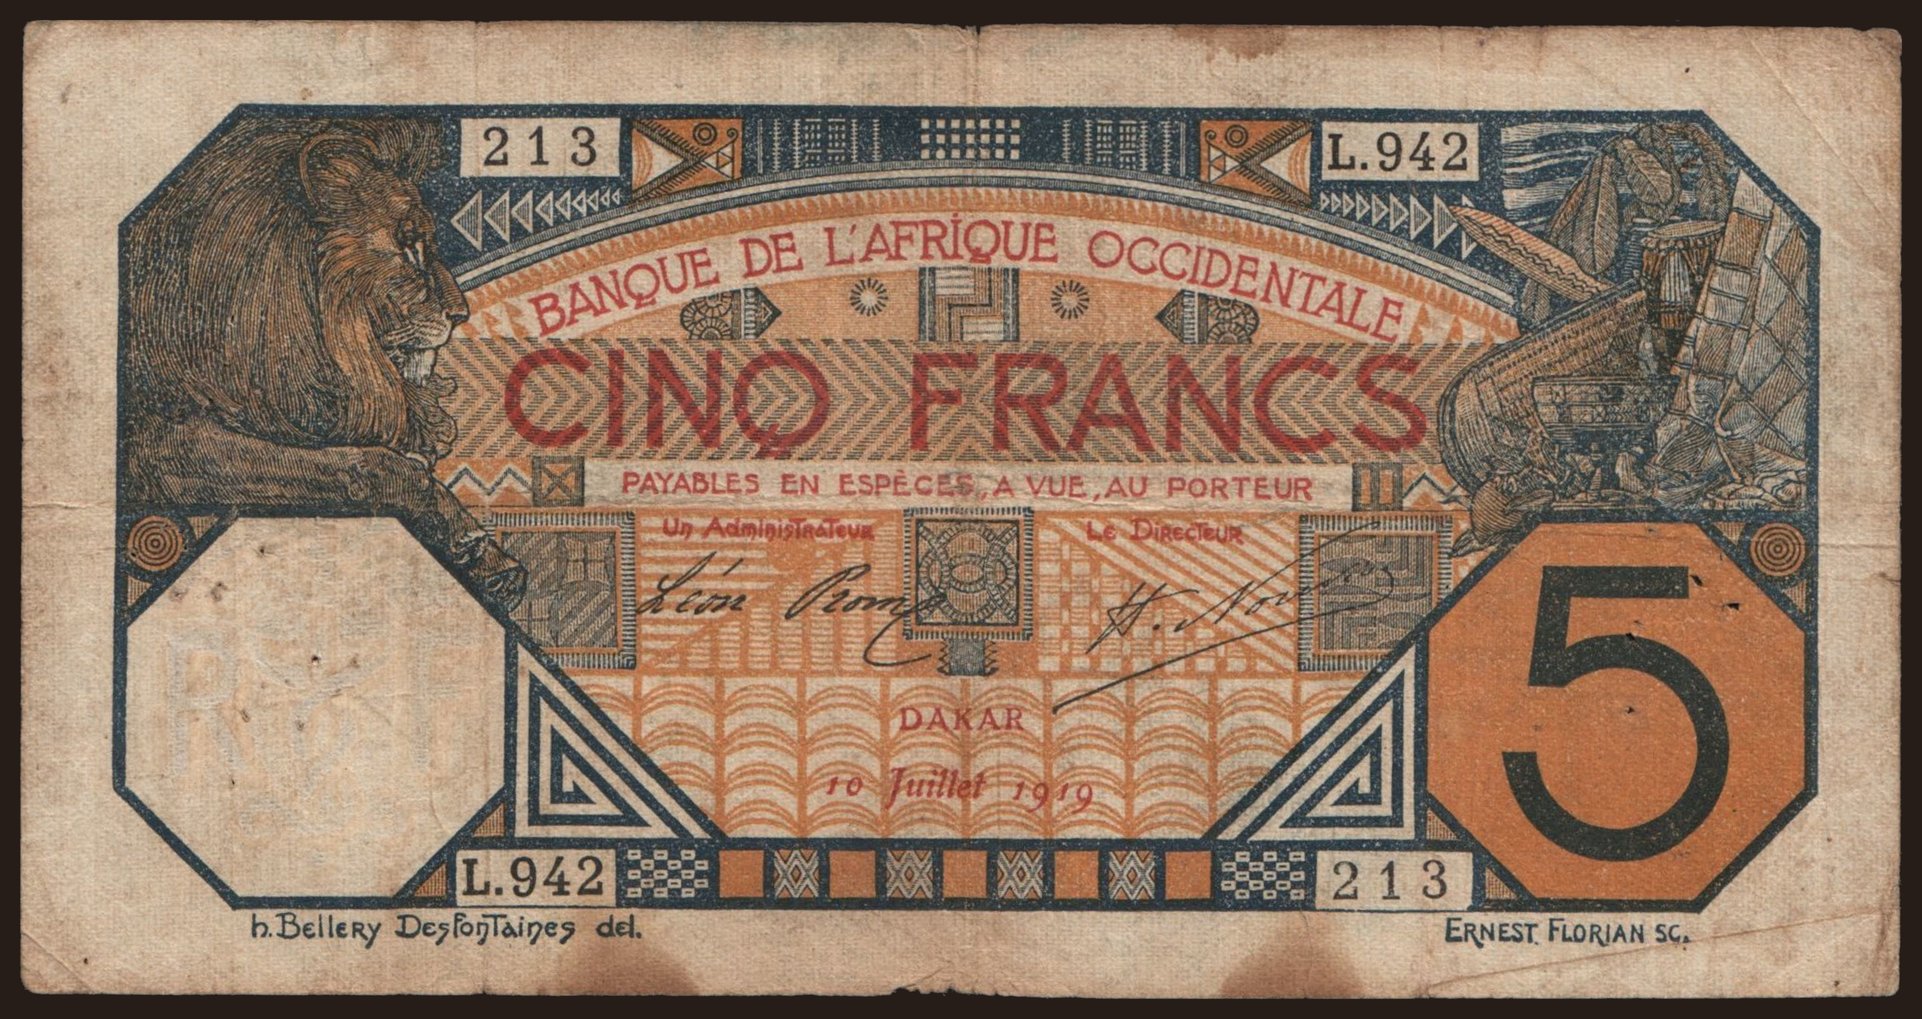 213
L.942
BANQUE DE L'AFRIQUE OCCIDENTALE
CINQ FRANCS
PAYABLES EN ESPÈCES, A VUE, AU PORTEUR
Un Administrateur
Le Directeur
Léon
H.
DAKAR
10 Juillet 1919
5
L.942
213
h. Bellery Desfontaines del.
ERNEST FLORIAN SC.